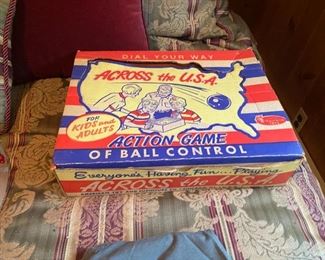 DIAL YOUR WAY
ACROSS the U.S.A.
FOR
KIDS and
ADULTS
ACTION GAME
OF BALL CONTROL
Everyone's Having Fun... Playing
ACROSS the U.S.A.